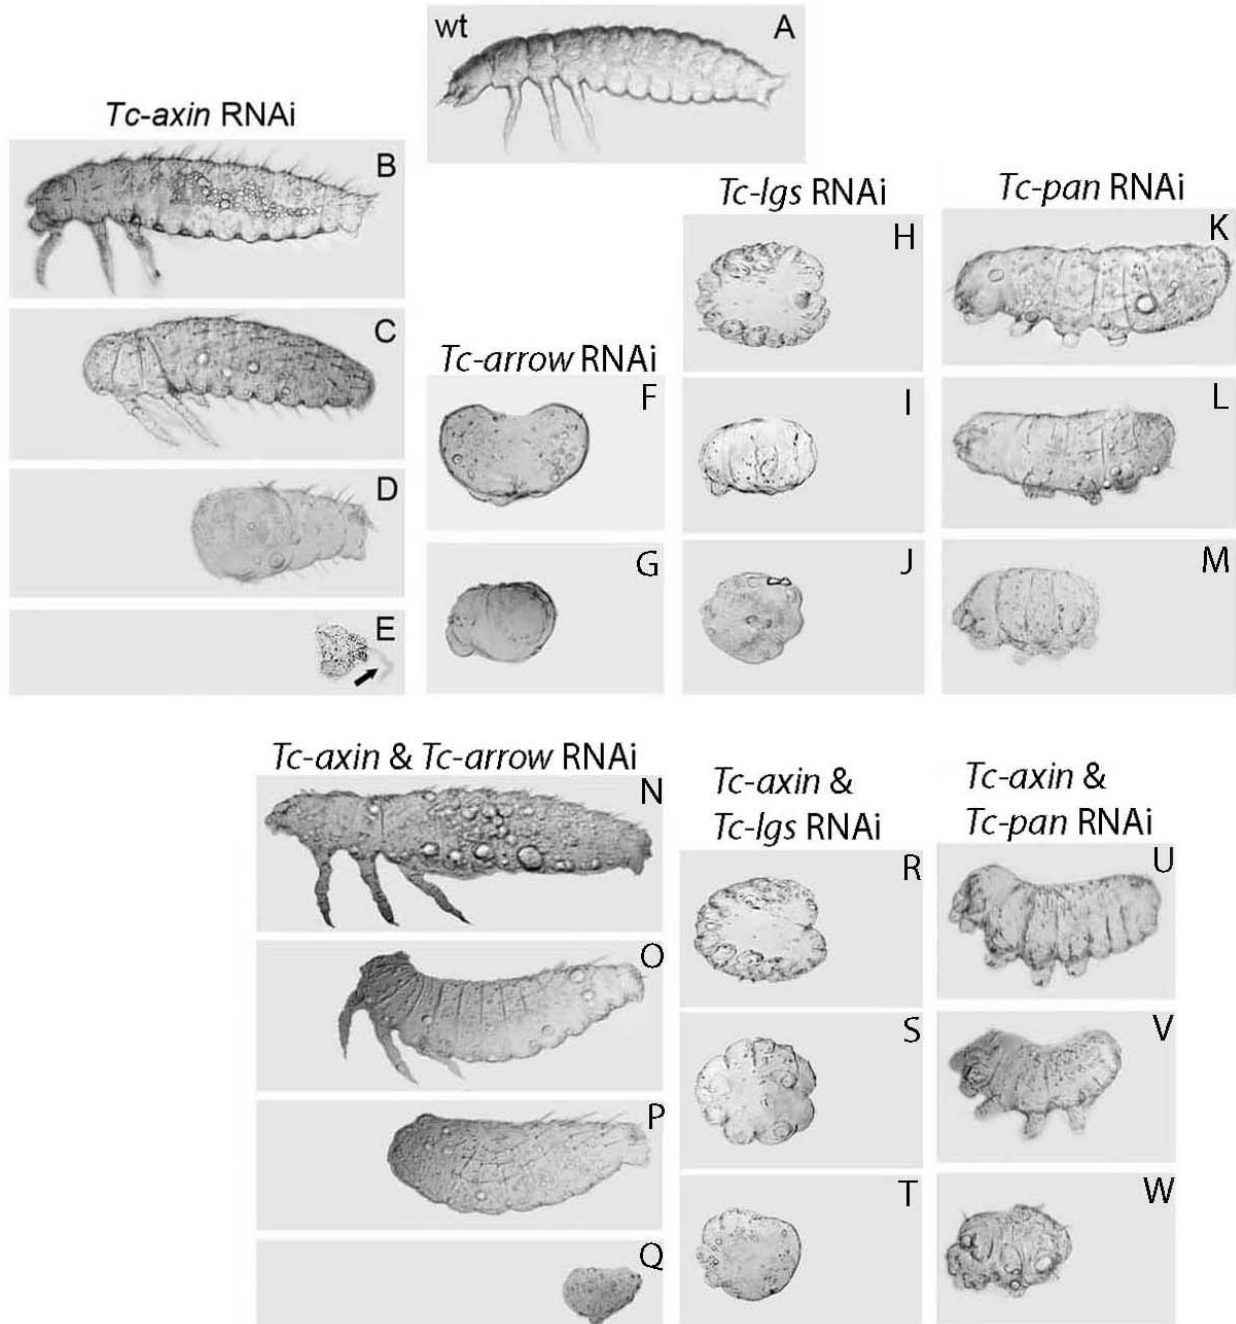 wt A
Tc-axin RNAi
B
Tc-lgs RNAi
Tc-pan RNAi
H
K
C
Tc-arrow RNAi
F
I
L
D
G
J
M
E
Tc-axin & Tc-arrow RNAi
N
Tc-axin &
Tc-lgs RNAi
Tc-axin &
Tc-pan RNAi
R
U
O
S
V
P
T
W
Q